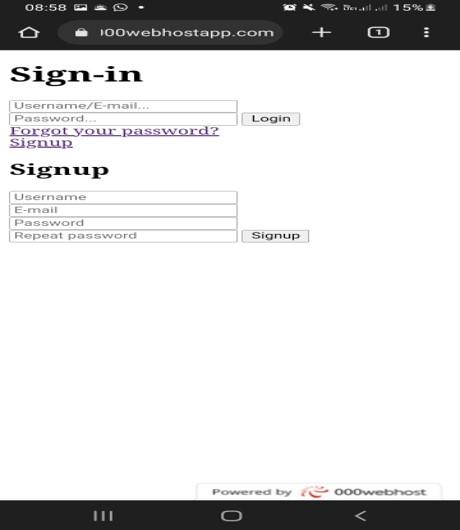 08:58
15%
000webhostapp.com
1
Sign-in
Username/E-mail...
Password... Login
Forgot your password?
Signup
Signup
Username
E-mail
Password
Repeat password Signup
Powered by 000webhost